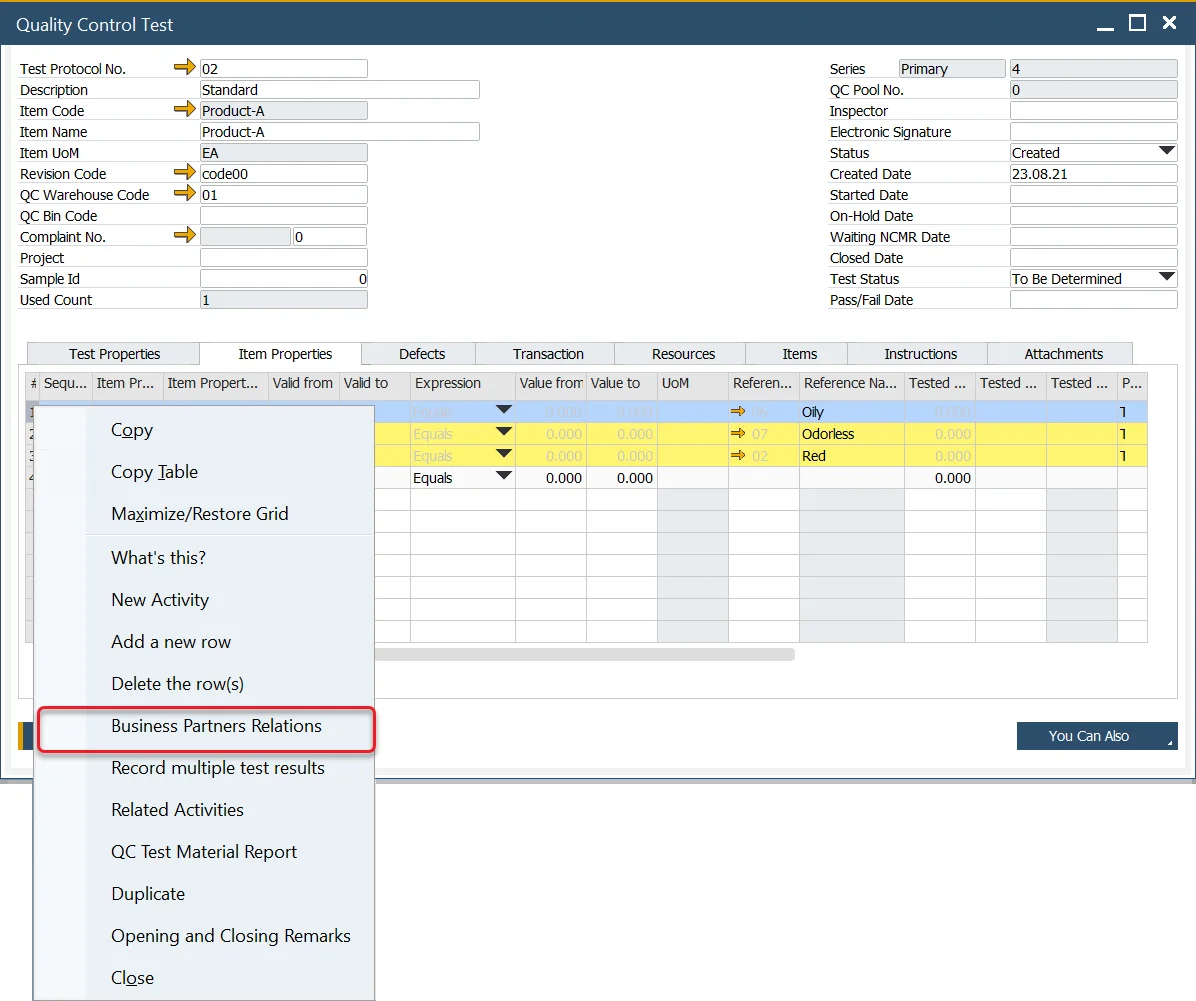 Quality Control Test
Test Protocol No. 02
Description Standard
Item Code Product-A
Item Name Product-A
Item UoM EA
Revision Code code00
QC Warehouse Code 01
QC Bin Code
Complaint No. 0
Project
Sample Id 0
Used Count 1
Series Primary 4
QC Pool No. 0
Inspector
Electronic Signature
Status Created
Created Date 23.08.21
Started Date
On-Hold Date
Waiting NCMR Date
Closed Date
Test Status To Be Determined
Pass/Fail Date
Test Properties Item Properties Defects Transaction Resources Items Instructions Attachments
# Sequ... Item Pr... Item Propert... Valid from Valid to Expression Value from Value to UoM Referen... Reference Na... Tested ... Tested ... Tested ... P...
1 Equals 0.000 0.000 06 Oily 0.000 1
2 Equals 0.000 0.000 07 Odorless 0.000 1
3 Equals 0.000 0.000 02 Red 0.000 1
4 Equals 0.000 0.000 0.000
Copy
Copy Table
Maximize/Restore Grid
What's this?
New Activity
Add a new row
Delete the row(s)
Business Partners Relations
Record multiple test results
Related Activities
QC Test Material Report
Duplicate
Opening and Closing Remarks
Close
You Can Also